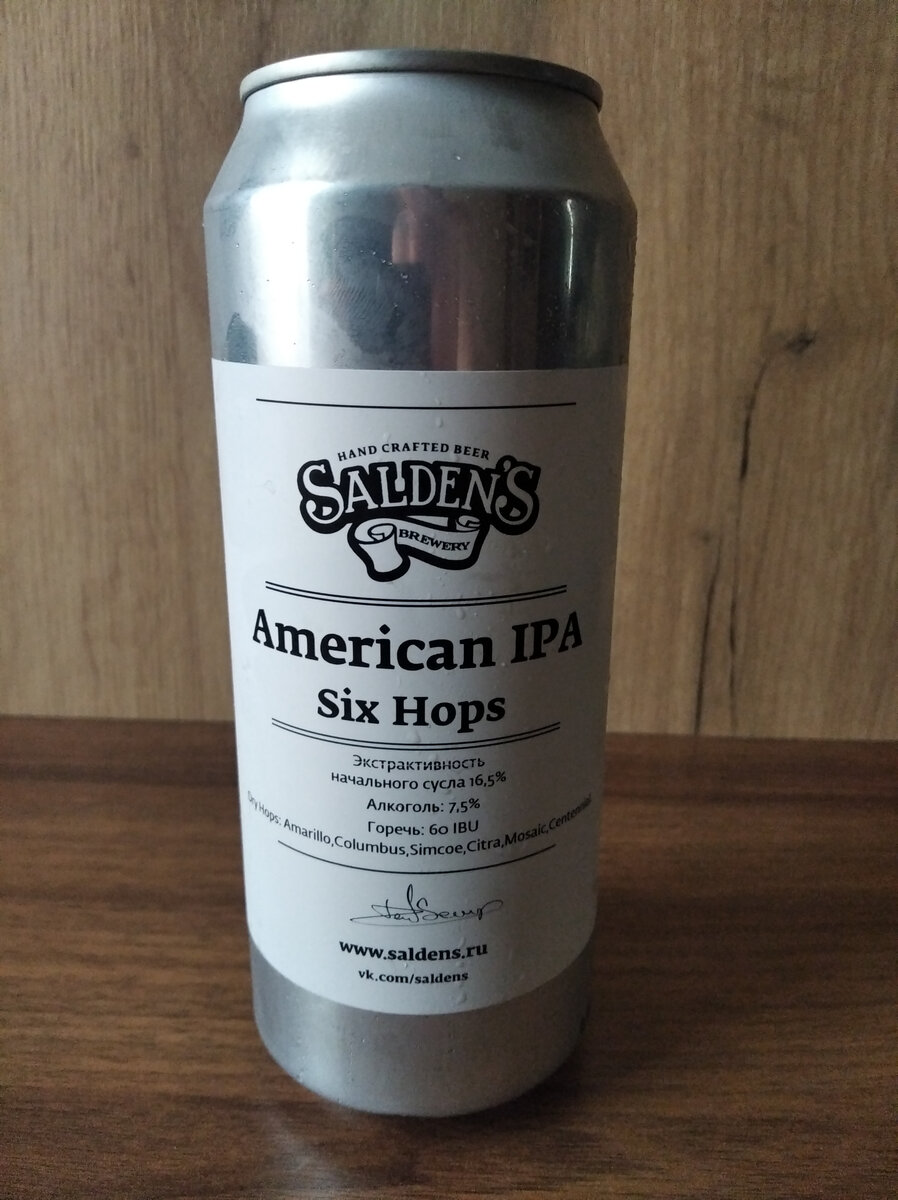 HAND CRAFTED BEER
SALDEN'S
BREWERY
American IPA
Six Hops
Экстрактивность
начального сусла 16,5%
Алкоголь: 7,5%
Горечь: 60 IBU
Dry Hops: Amarillo,Columbus,Simcoe,Citra,Mosaic,Centennial
www.saldens.ru
vk.com/saldens